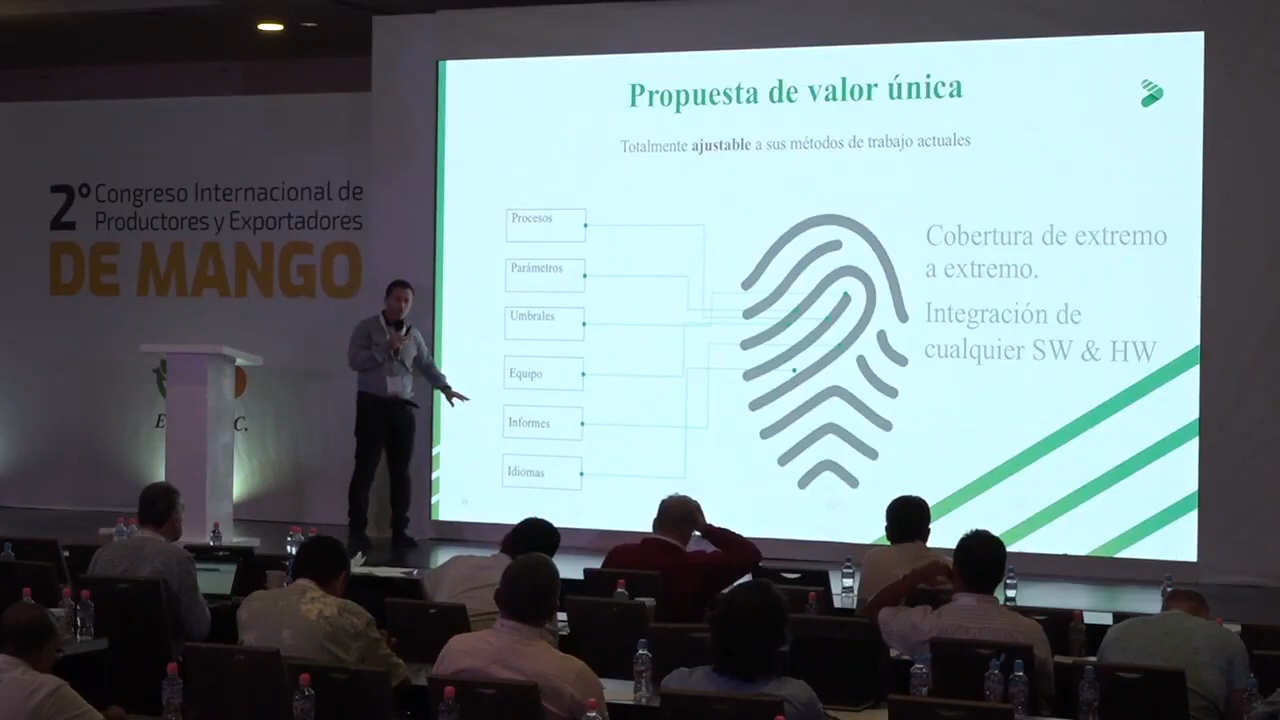 2° Congreso Internacional de
Productores y Exportadores
DE MANGO
Propuesta de valor única
Totalmente ajustable a sus métodos de trabajo actuales
Procesos
Parámetros
Umbrales
Equipo
Informes
Idiomas
Cobertura de extremo
a extremo.
Integración de
cualquier SW & HW